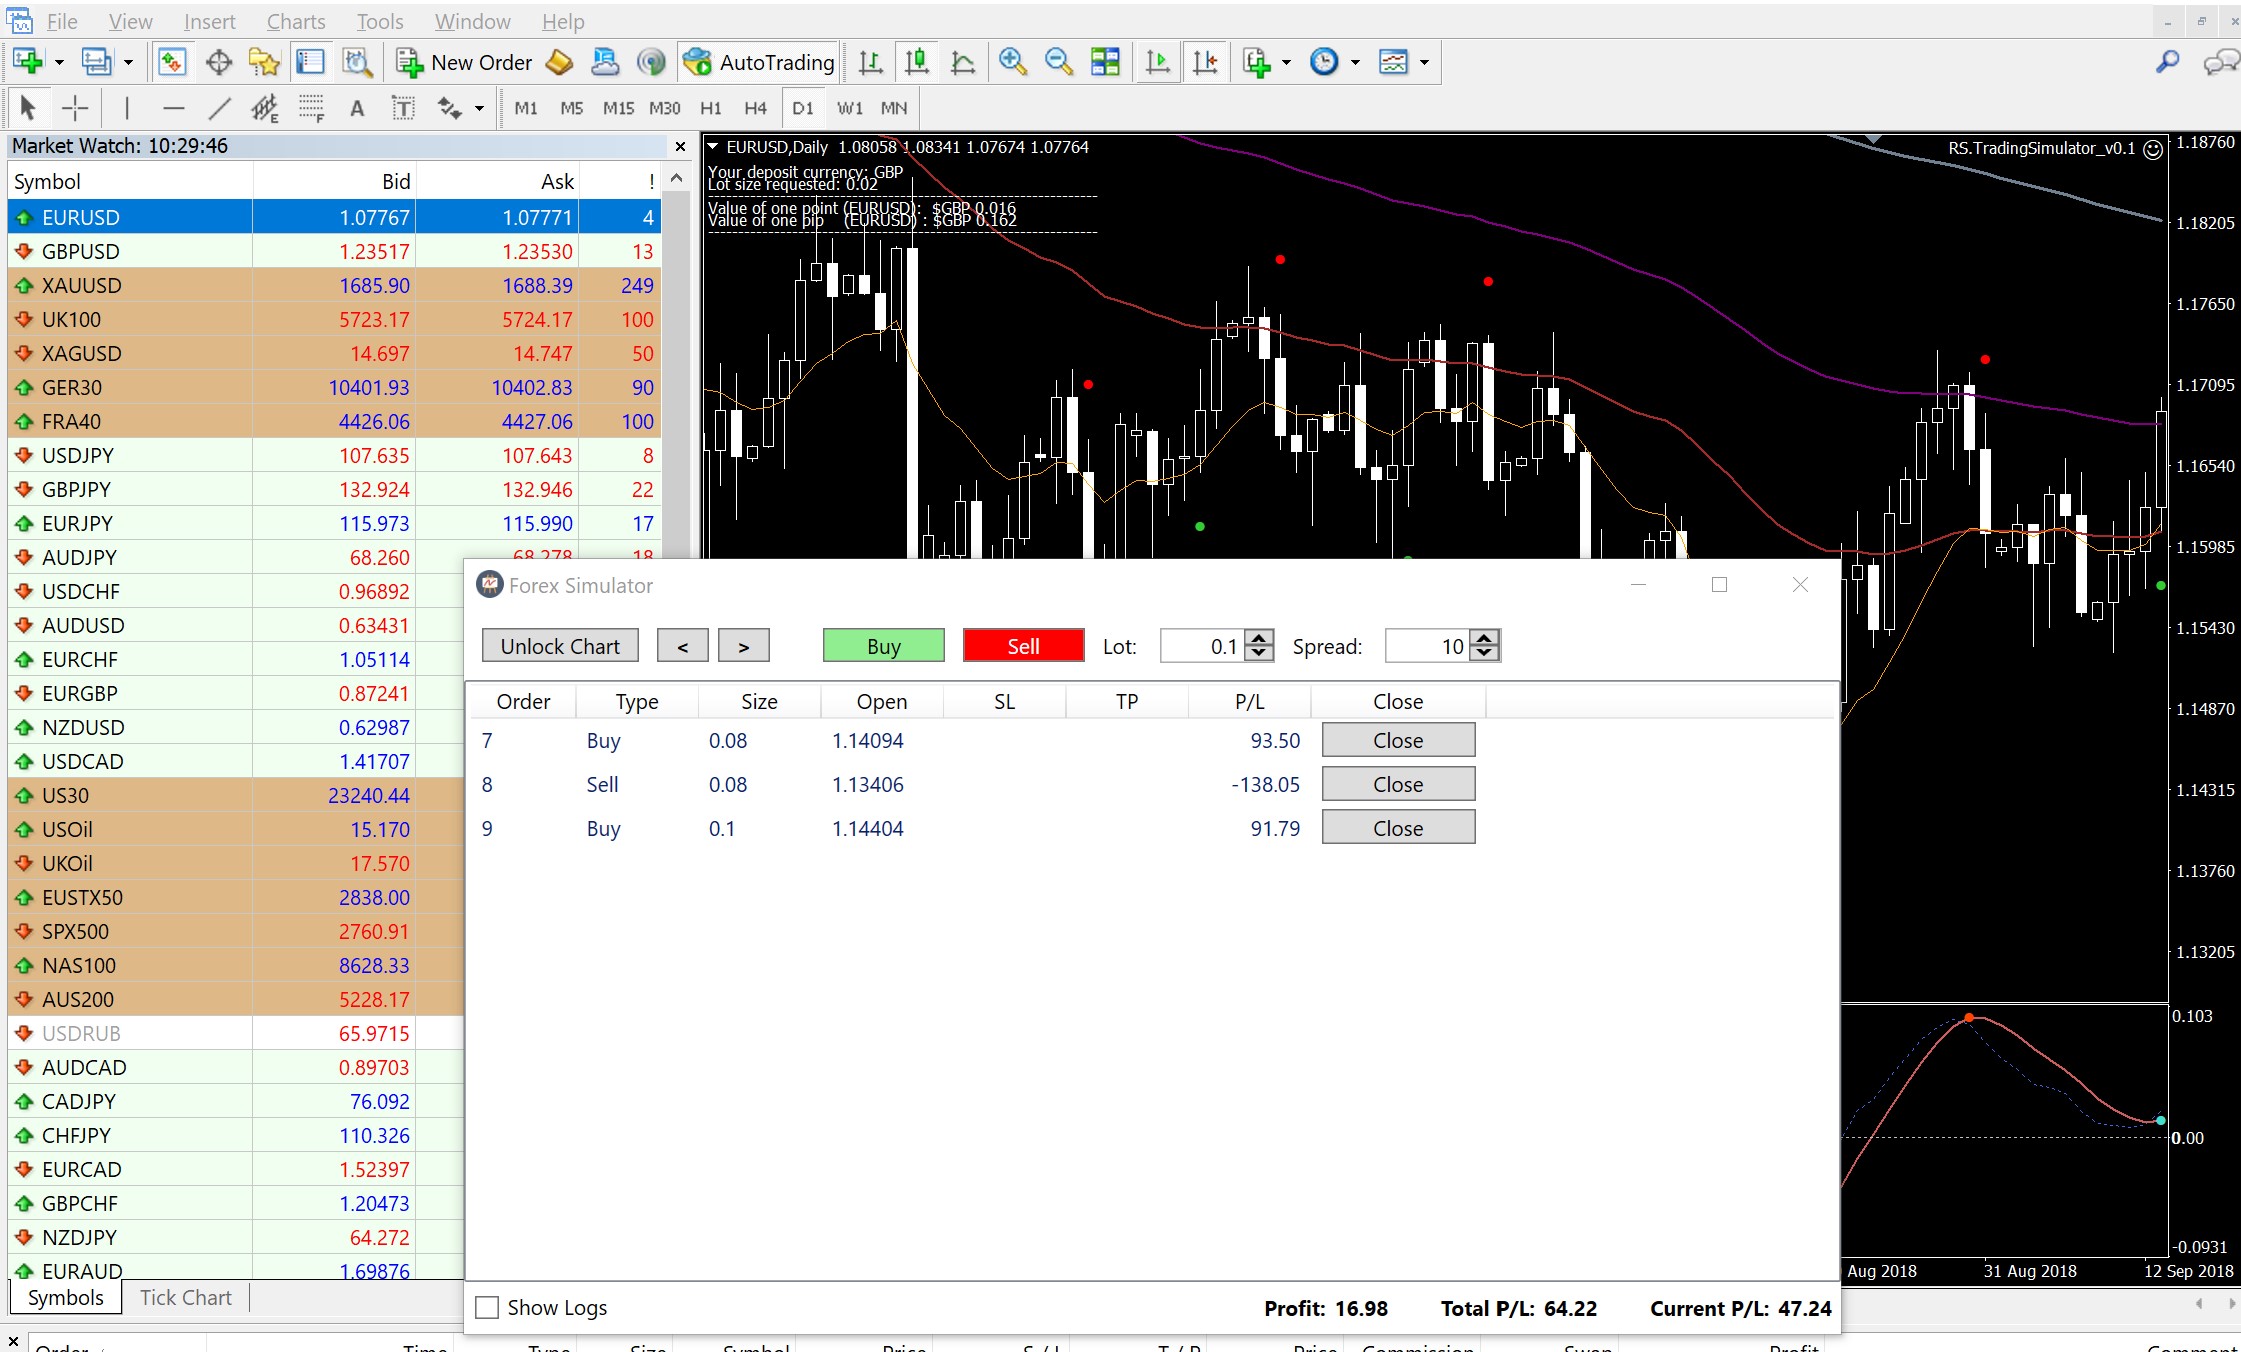 File View Insert Charts Tools Window Help
New Order AutoTrading
E F A T M1 M5 M15 M30 H1 H4 D1 W1 MN
Market Watch: 10:29:46
Symbol Bid Ask !
EURUSD 1.07767 1.07771 4
GBPUSD 1.23517 1.23530 13
XAUUSD 1685.90 1688.39 249
UK100 5723.17 5724.17 100
XAGUSD 14.697 14.747 50
GER30 10401.93 10402.83 90
FRA40 4426.06 4427.06 100
USDJPY 107.635 107.643 8
GBPJPY 132.924 132.946 22
EURJPY 115.973 115.990 17
AUDJPY 68.260 68.278 18
USDCHF 0.96892
AUDUSD 0.63431
EURCHF 1.05114
EURGBP 0.87241
NZDUSD 0.62987
USDCAD 1.41707
US30 23240.44
USOil 15.170
UKOil 17.570
EUSTX50 2838.00
SPX500 2760.91
NAS100 8628.33
AUS200 5228.17
USDRUB 65.9715
AUDCAD 0.89703
CADJPY 76.092
CHFJPY 110.326
EURCAD 1.52397
GBPCHF 1.20473
NZDJPY 64.272
EURAUD 1.69876
Symbols Tick Chart
EURUSD,Daily 1.08058 1.08341 1.07674 1.07764
RS.TradingSimulator_v0.1
Your deposit currency: GBP
Lot size requested: 0.02
Value of one point (EURUSD): $GBP 0.016
Value of one pip (EURUSD) : $GBP 0.162
1.18760
1.18205
1.17650
1.17095
1.16540
1.15985
1.15430
1.14870
1.14315
1.13760
1.13205
0.103
0.00
-0.0931
Aug 2018 31 Aug 2018 12 Sep 2018
Forex Simulator
Unlock Chart < > Buy Sell Lot: 0.1 Spread: 10
Order Type Size Open SL TP P/L Close
7 Buy 0.08 1.14094 93.50 Close
8 Sell 0.08 1.13406 -138.05 Close
9 Buy 0.1 1.14404 91.79 Close
Show Logs Profit: 16.98 Total P/L: 64.22 Current P/L: 47.24
Order Time Type Size Symbol Price S / L T / P Price Commission Swap Profit Comment